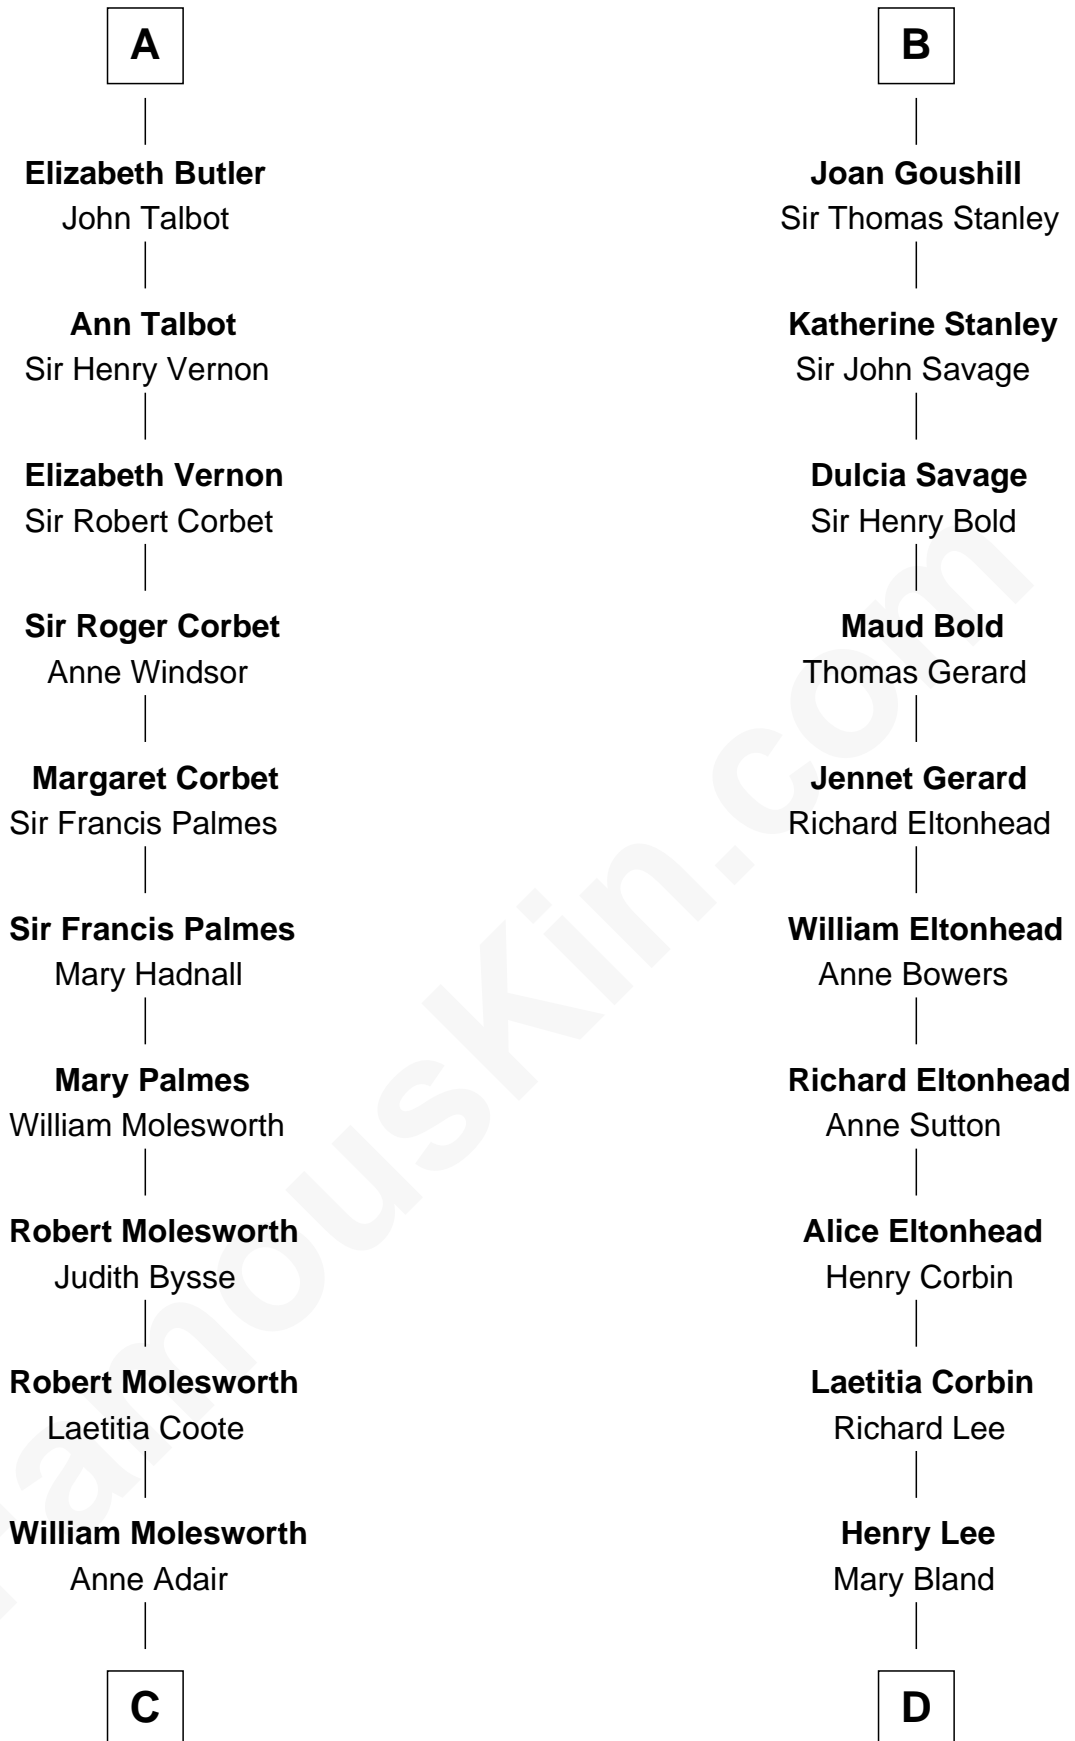 A
Elizabeth Butler
John Talbot
Ann Talbot
Sir Henry Vernon
Elizabeth Vernon
Sir Robert Corbet
Sir Roger Corbet
Anne Windsor
Margaret Corbet
Sir Francis Palmes
Sir Francis Palmes
Mary Hadnall
Mary Palmes
William Molesworth
Robert Molesworth
Judith Bysse
Robert Molesworth
Laetitia Coote
William Molesworth
Anne Adair
C
B
Joan Goushill
Sir Thomas Stanley
Katherine Stanley
Sir John Savage
Dulcia Savage
Sir Henry Bold
Maud Bold
Thomas Gerard
Jennet Gerard
Richard Eltonhead
William Eltonhead
Anne Bowers
Richard Eltonhead
Anne Sutton
Alice Eltonhead
Henry Corbin
Laetitia Corbin
Richard Lee
Henry Lee
Mary Bland
D
FamousKin.com